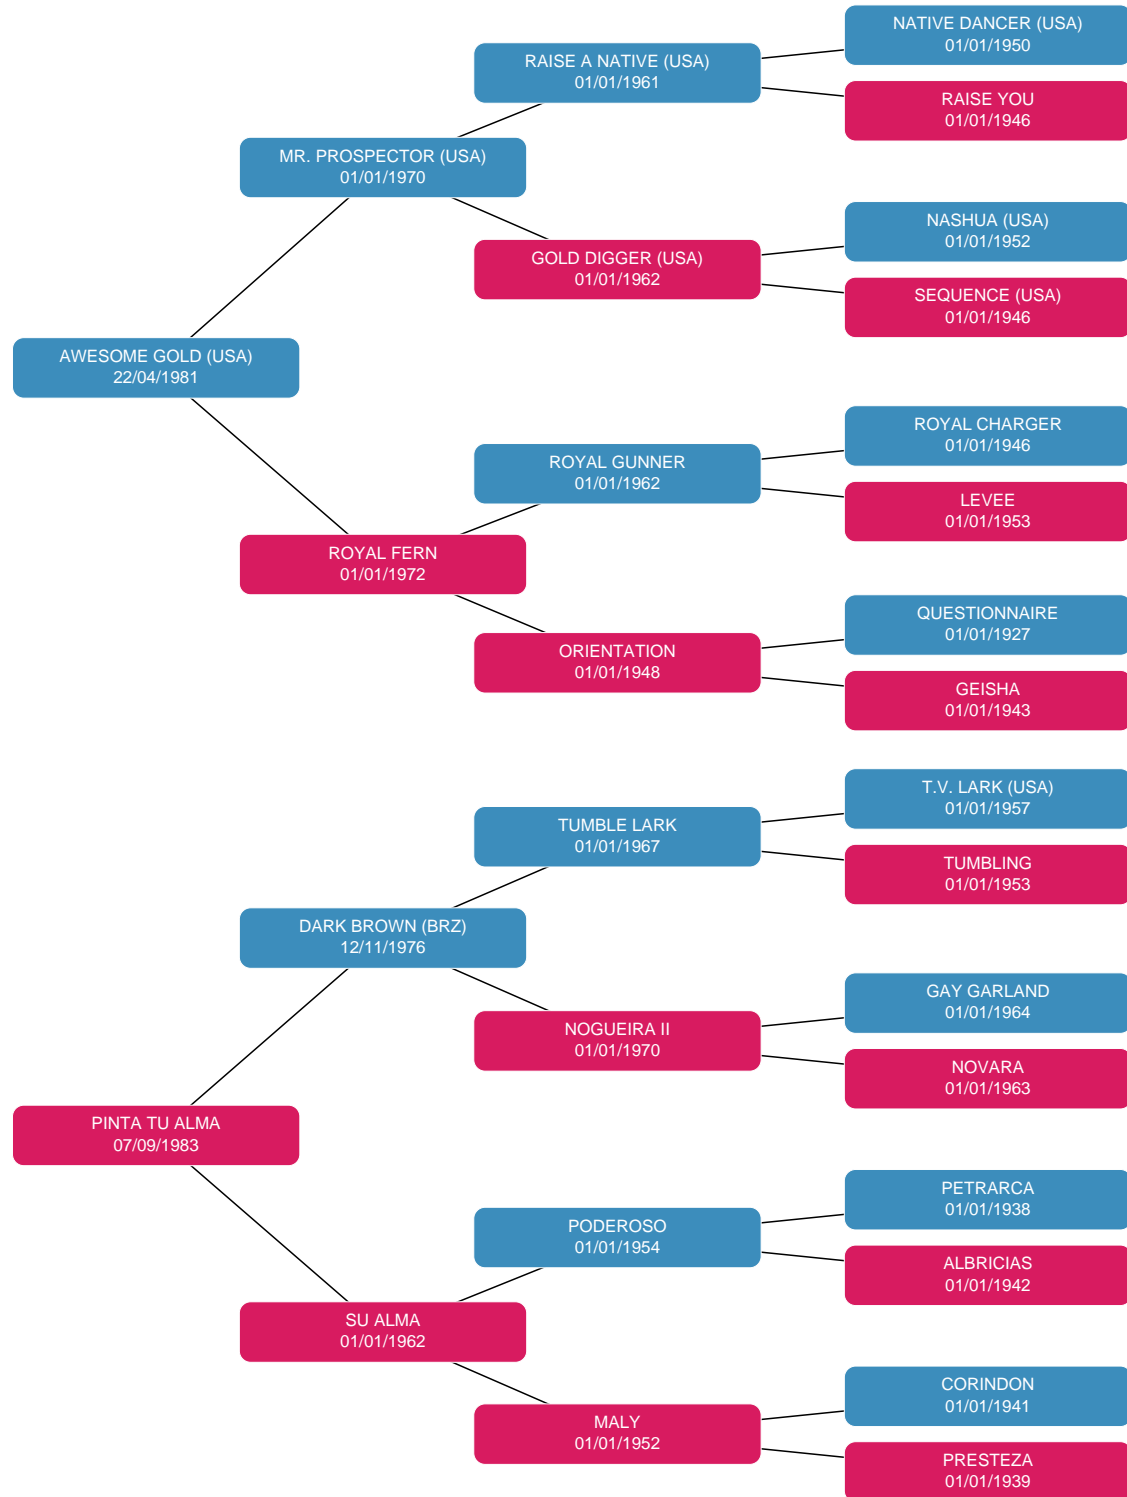 NATIVE DANCER (USA)
01/01/1950
RAISE A NATIVE (USA)
01/01/1961
RAISE YOU
01/01/1946
MR. PROSPECTOR (USA)
01/01/1970
NASHUA (USA)
01/01/1952
GOLD DIGGER (USA)
01/01/1962
SEQUENCE (USA)
01/01/1946
AWESOME GOLD (USA)
22/04/1981
ROYAL CHARGER
01/01/1946
ROYAL GUNNER
01/01/1962
LEVEE
01/01/1953
ROYAL FERN
01/01/1972
QUESTIONNAIRE
01/01/1927
ORIENTATION
01/01/1948
GEISHA
01/01/1943
T.V. LARK (USA)
01/01/1957
TUMBLE LARK
01/01/1967
TUMBLING
01/01/1953
DARK BROWN (BRZ)
12/11/1976
GAY GARLAND
01/01/1964
NOGUEIRA II
01/01/1970
NOVARA
01/01/1963
PINTA TU ALMA
07/09/1983
PETRARCA
01/01/1938
PODEROSO
01/01/1954
ALBRICIAS
01/01/1942
SU ALMA
01/01/1962
CORINDON
01/01/1941
MALY
01/01/1952
PRESTEZA
01/01/1939